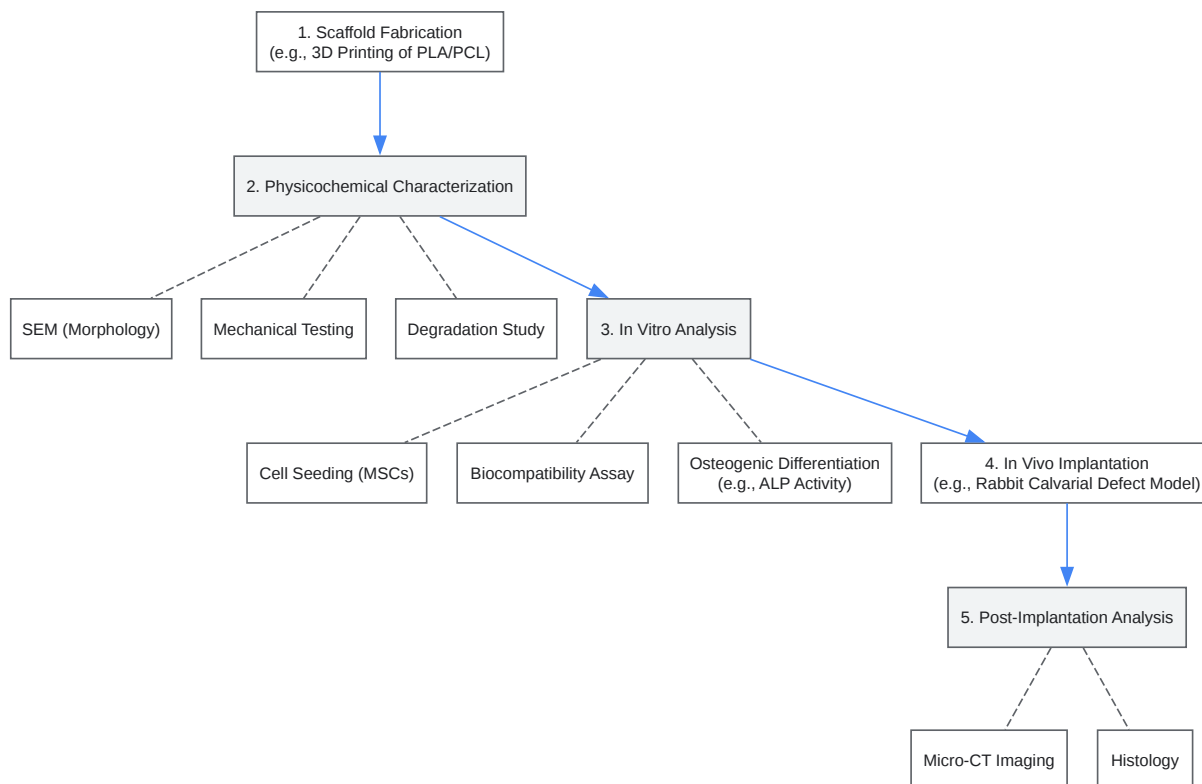 1. Scaffold Fabrication
(e.g., 3D Printing of PLA/PCL)
2. Physicochemical Characterization
SEM (Morphology)
Mechanical Testing
Degradation Study
3. In Vitro Analysis
Cell Seeding (MSCs)
Biocompatibility Assay
Osteogenic Differentiation
(e.g., ALP Activity)
4. In Vivo Implantation
(e.g., Rabbit Calvarial Defect Model)
5. Post-Implantation Analysis
Micro-CT Imaging
Histology